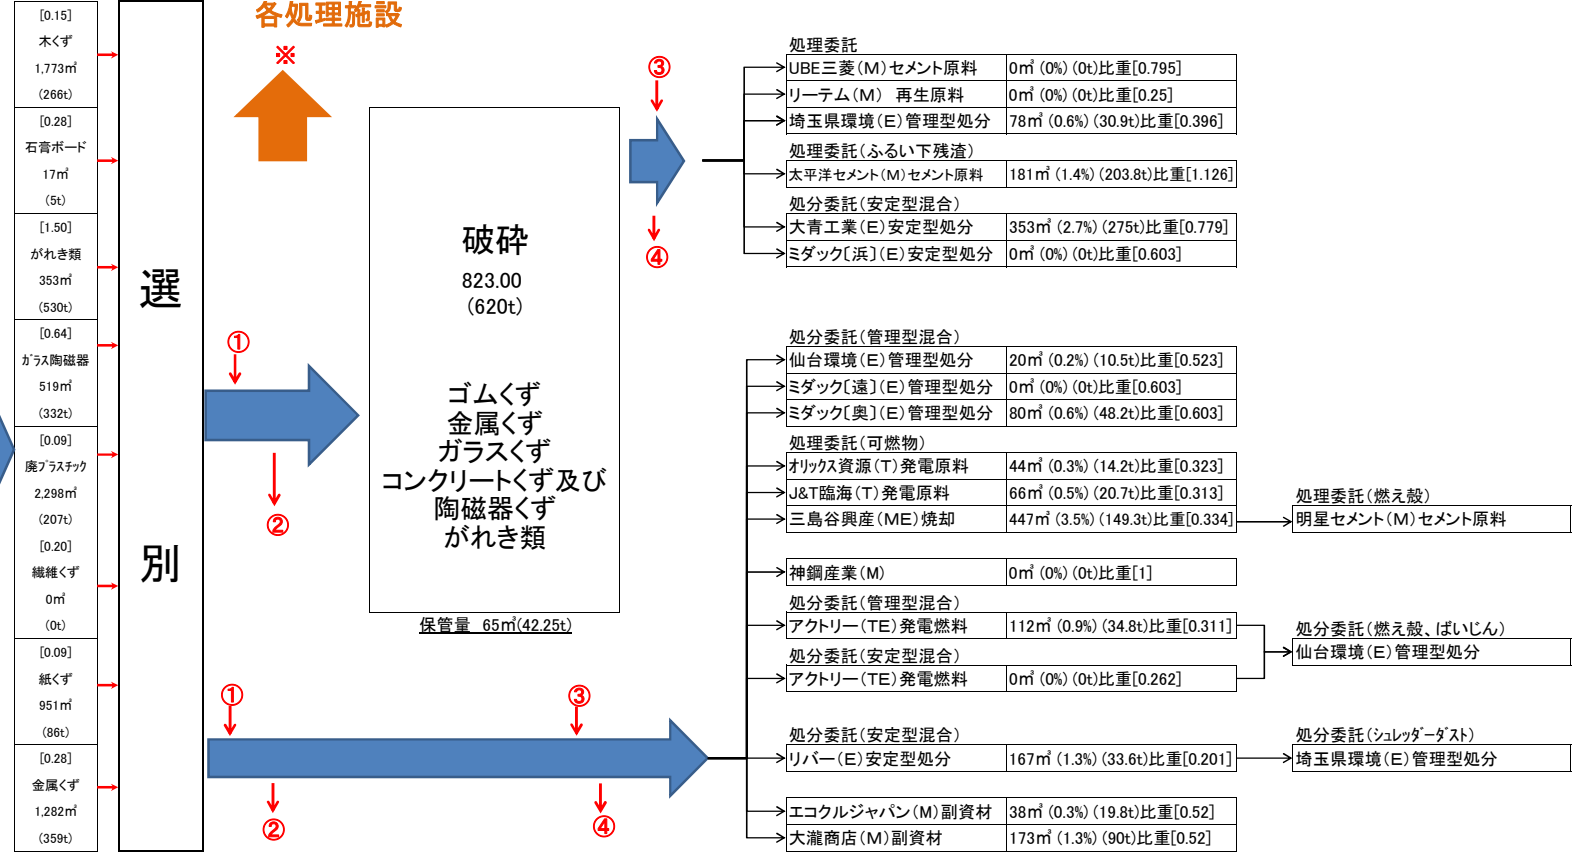 [0.15]
木くず
1,773㎥
(266t)
[0.28]
石膏ボード
17㎥
(5t)
[1.50]
がれき類
353㎥
(530t)
[0.64]
ガラス陶磁器
519㎥
(332t)
[0.09]
廃プラスチック
2,298㎥
(207t)
[0.20]
繊維くず
0㎥
(0t)
[0.09]
紙くず
951㎥
(86t)
[0.28]
金属くず
1,282㎥
(359t)
選
別
各処理施設
※
①
②
①
②
③
④
破砕
823.00
(620t)
ゴムくず
金属くず
ガラスくず
コンクリートくず及び
陶磁器くず
がれき類
保管量　65㎥(42.25t)
③
④
処理委託
UBE三菱(M)セメント原料 0㎥ (0%) (0t)比重[0.795]
リーテム(M)　再生原料 0㎥ (0%) (0t)比重[0.25]
埼玉県環境(E)管理型処分 78㎥ (0.6%) (30.9t)比重[0.396]
処理委託(ふるい下残渣)
太平洋セメント(M)セメント原料 181㎥ (1.4%) (203.8t)比重[1.126]
処分委託(安定型混合)
大青工業(E)安定型処分 353㎥ (2.7%) (275t)比重[0.779]
ミダック〔浜〕(E)安定型処分 0㎥ (0%) (0t)比重[0.603]
処分委託(管理型混合)
仙台環境(E)管理型処分 20㎥ (0.2%) (10.5t)比重[0.523]
ミダック〔遠〕(E)管理型処分 0㎥ (0%) (0t)比重[0.603]
ミダック〔奥〕(E)管理型処分 80㎥ (0.6%) (48.2t)比重[0.603]
処理委託(可燃物)
オリックス資源(T)発電原料 44㎥ (0.3%) (14.2t)比重[0.323]
J&T臨海(T)発電原料 66㎥ (0.5%) (20.7t)比重[0.313]
三島谷興産(ME)焼却 447㎥ (3.5%) (149.3t)比重[0.334]
処理委託(燃え殻)
明星セメント(M)セメント原料
神鋼産業(M) 0㎥ (0%) (0t)比重[1]
処分委託(管理型混合)
アクトリー(TE)発電燃料 112㎥ (0.9%) (34.8t)比重[0.311]
処分委託(安定型混合)
アクトリー(TE)発電燃料 0㎥ (0%) (0t)比重[0.262]
処分委託(燃え殻、ばいじん)
仙台環境(E)管理型処分
処分委託(安定型混合)
リバー(E)安定型処分 167㎥ (1.3%) (33.6t)比重[0.201]
処分委託(シュレッダーダスト)
埼玉県環境(E)管理型処分
エコクルジャパン(M)副資材 38㎥ (0.3%) (19.8t)比重[0.52]
大瀧商店(M)副資材 173㎥ (1.3%) (90t)比重[0.52]